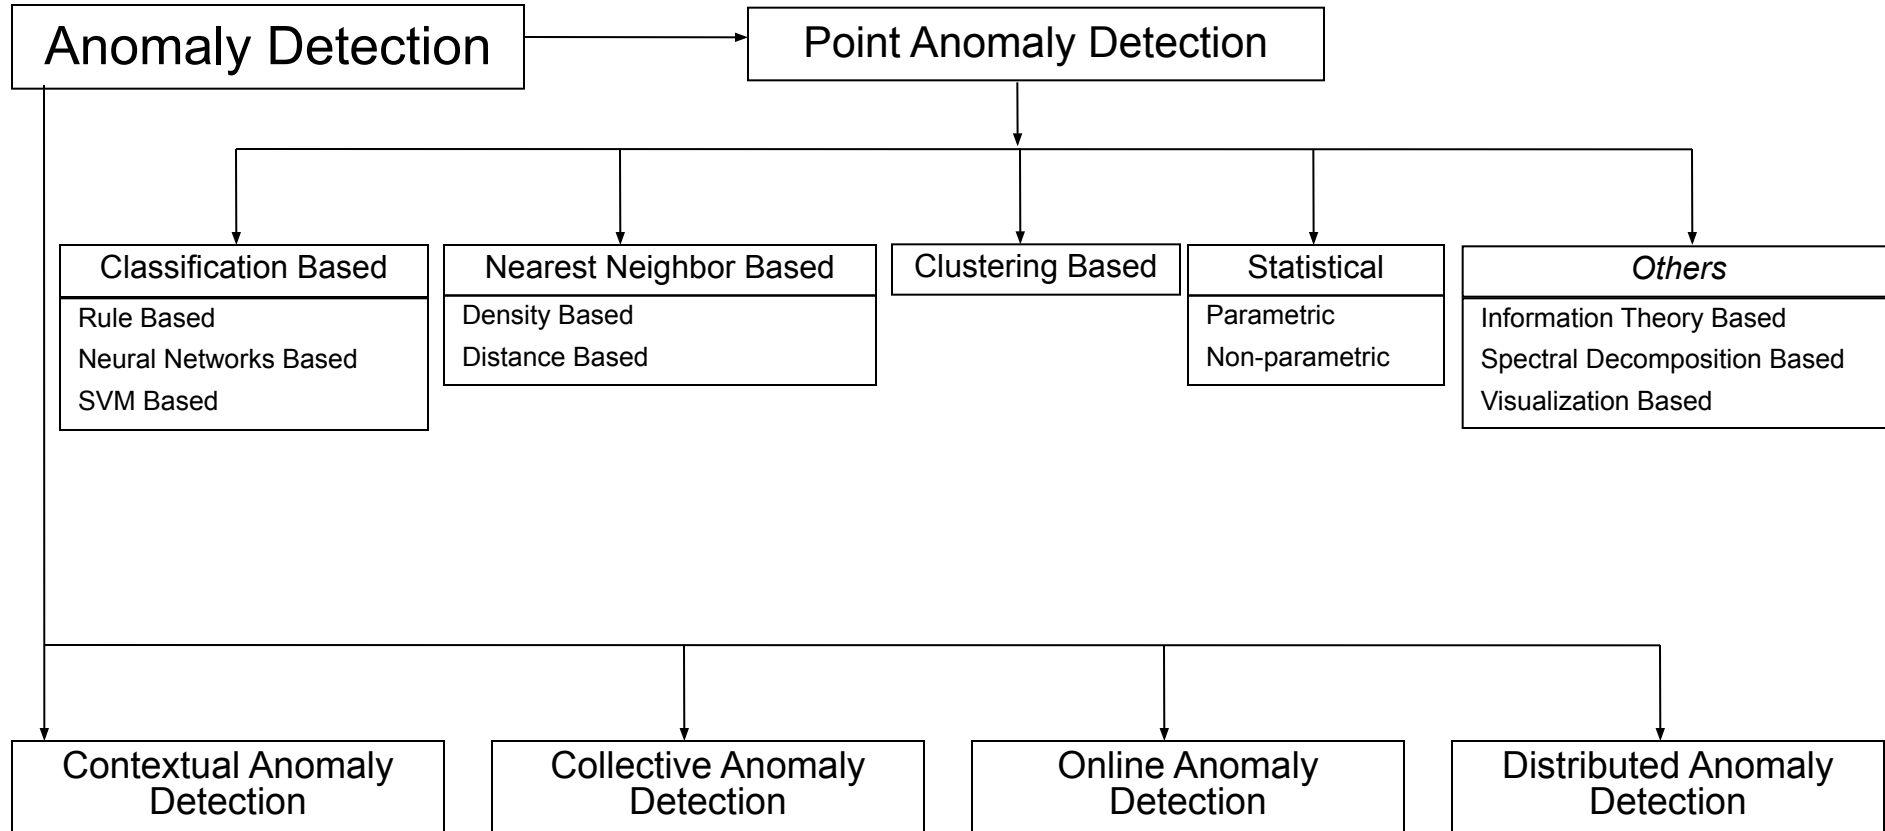 Anomaly Detection
Point Anomaly Detection
Classification Based
Rule Based
Neural Networks Based
SVM Based
Nearest Neighbor Based
Density Based
Distance Based
Clustering Based
Statistical
Parametric
Non-parametric
Others
Information Theory Based
Spectral Decomposition Based
Visualization Based
Contextual Anomaly
Detection
Collective Anomaly
Detection
Online Anomaly
Detection
Distributed Anomaly
Detection